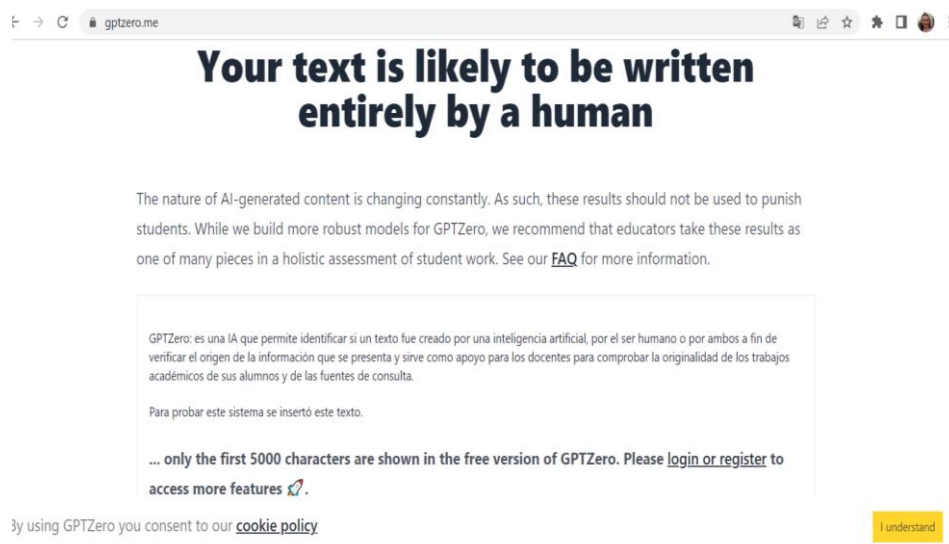 gptzero.me
Your text is likely to be written
entirely by a human
The nature of AI-generated content is changing constantly. As such, these results should not be used to punish
students. While we build more robust models for GPTZero, we recommend that educators take these results as
one of many pieces in a holistic assessment of student work. See our FAQ for more information.
GPTZero: es una IA que permite identificar si un texto fue creado por una inteligencia artificial, por el ser humano o por ambos a fin de
verificar el origen de la información que se presenta y sirve como apoyo para los docentes para comprobar la originalidad de los trabajos
académicos de sus alumnos y de las fuentes de consulta.
Para probar este sistema se insertó este texto.
... only the first 5000 characters are shown in the free version of GPTZero. Please login or register to
access more features 🚀.
By using GPTZero you consent to our cookie policy
I understand